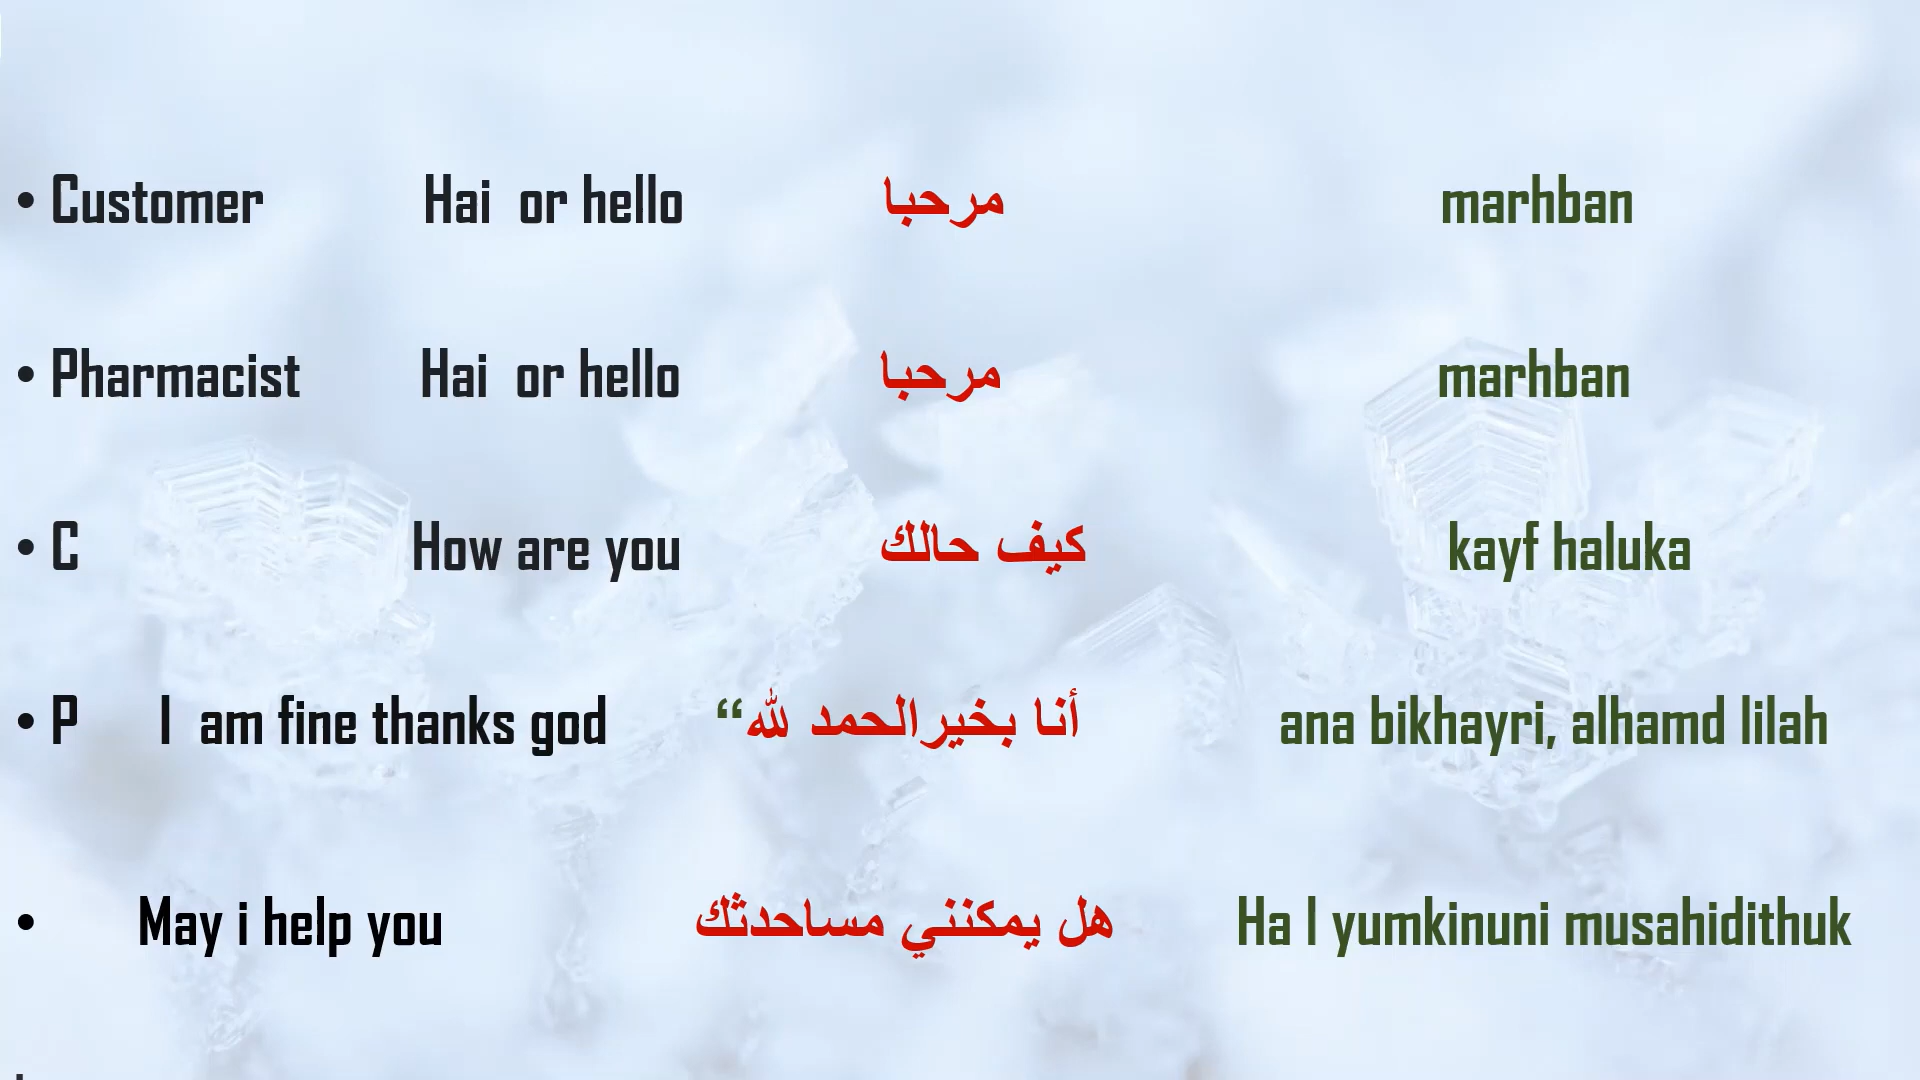 • Customer Hai or hello مرحبا marhban
• Pharmacist Hai or hello مرحبا marhban
• C How are you كيف حالك kayf haluka
• P I am fine thanks god أنا بخيرالحمد لله“ ana bikhayri, alhamd lilah
• May i help you هل يمكنني مساحدثك Ha l yumkinuni musahidithuk